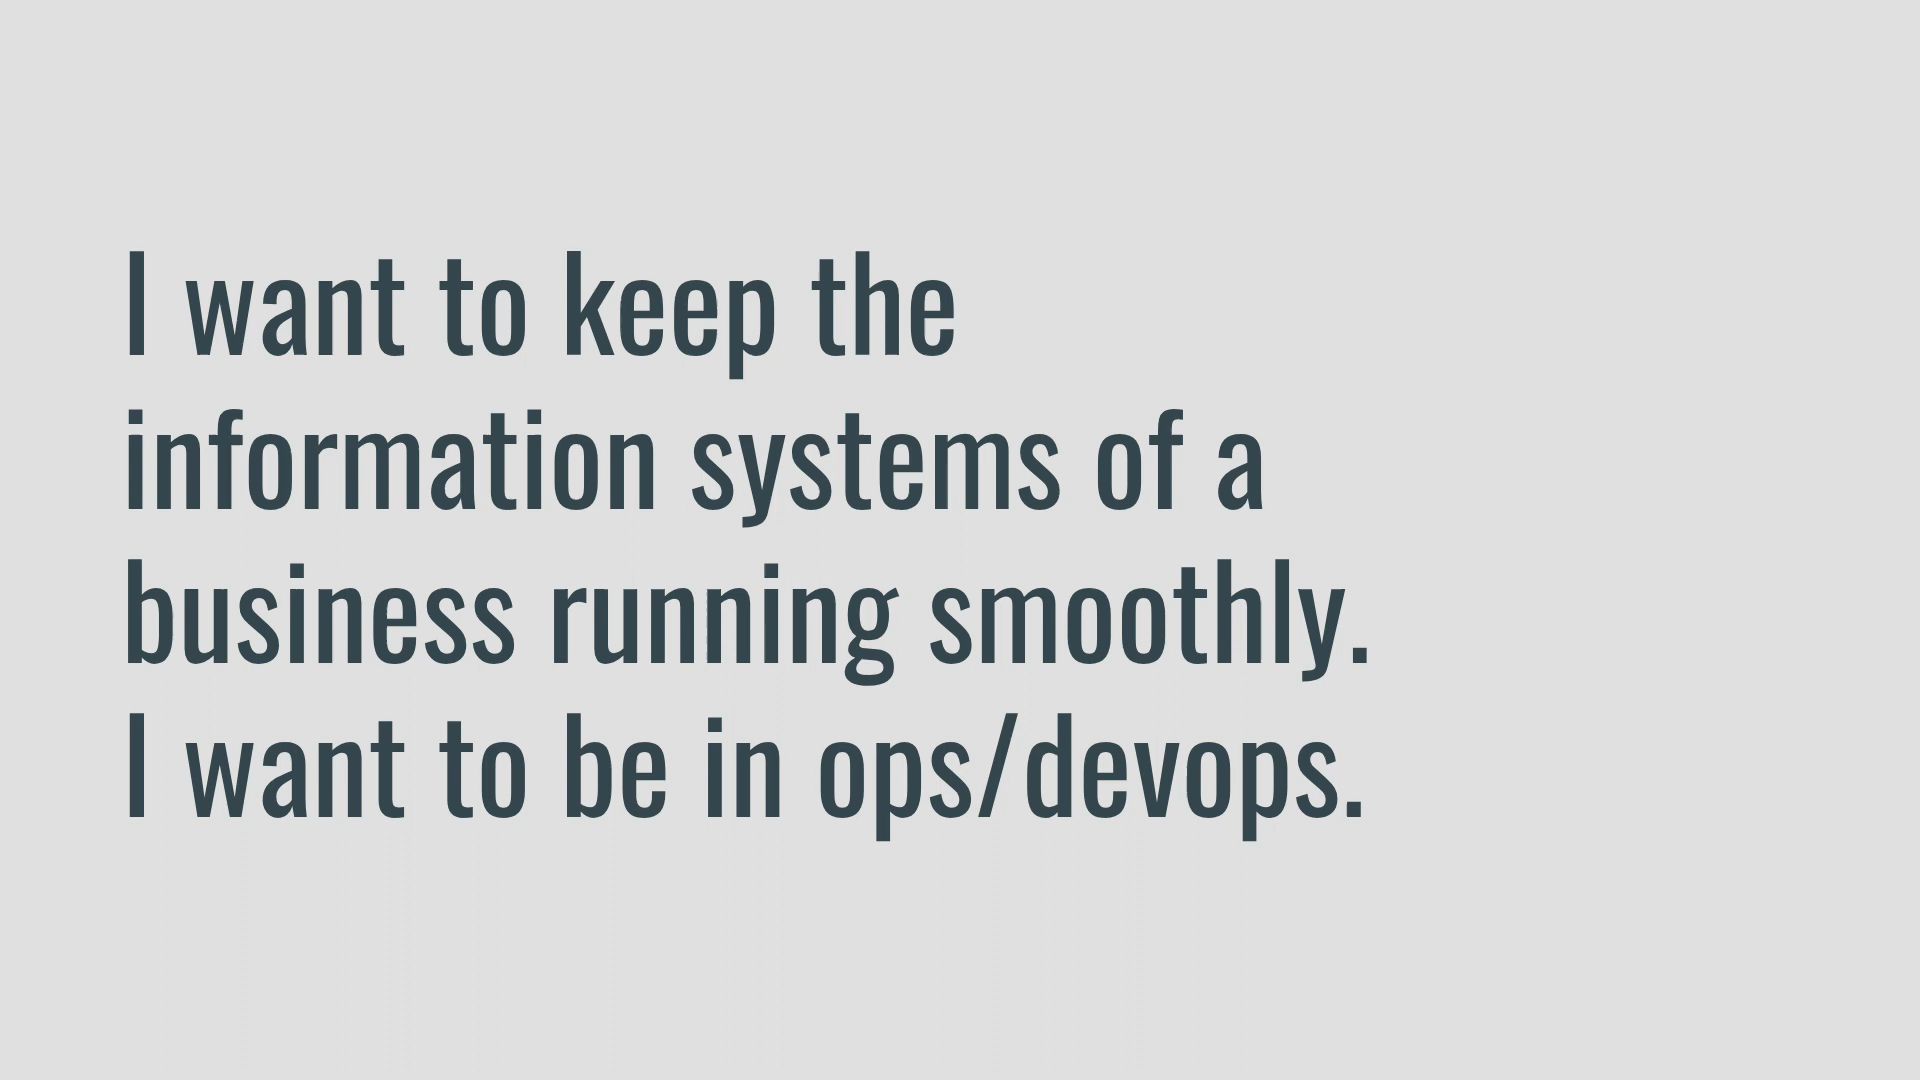 I want to keep the
information systems of a
business running smoothly.
I want to be in ops/devops.